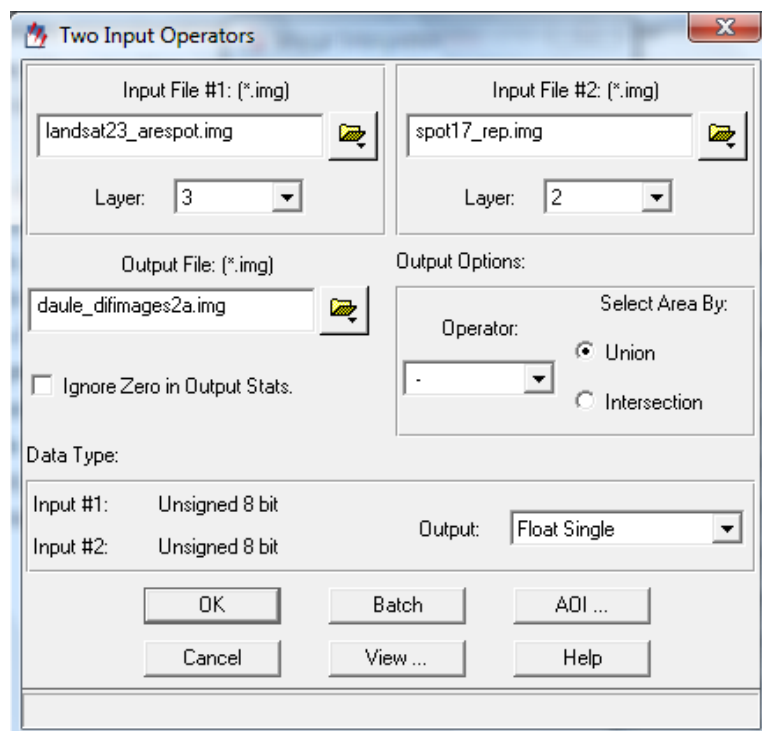 Two Input Operators
Input File #1: (*.img)
landsat23_arespot.img
Layer: 3
Input File #2: (*.img)
spot17_rep.img
Layer: 2
Output File: (*.img)
daule_difimages2a.img
Ignore Zero in Output Stats.
Output Options:
Operator:
-
Select Area By:
Union
Intersection
Data Type:
Input #1: Unsigned 8 bit
Input #2: Unsigned 8 bit
Output: Float Single
OK Batch AOI ...
Cancel View ... Help